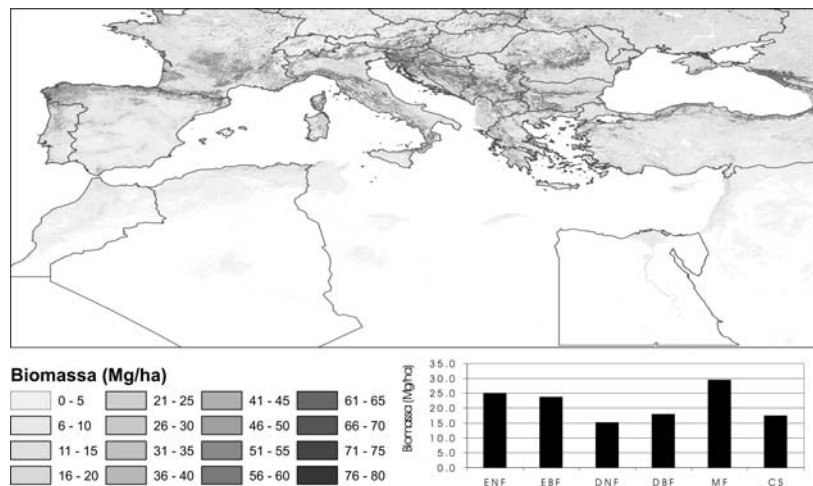 Biomassa (Mg/ha)
0 - 5
6 - 10
11 - 15
16 - 20
21 - 25
26 - 30
31 - 35
36 - 40
41 - 45
46 - 50
51 - 55
56 - 60
61 - 65
66 - 70
71 - 75
76 - 80
Biomassa (Mg/ha)
35.0
30.0
25.0
20.0
15.0
10.0
5.0
0.0
ENF EBF DNF DBF MF CS